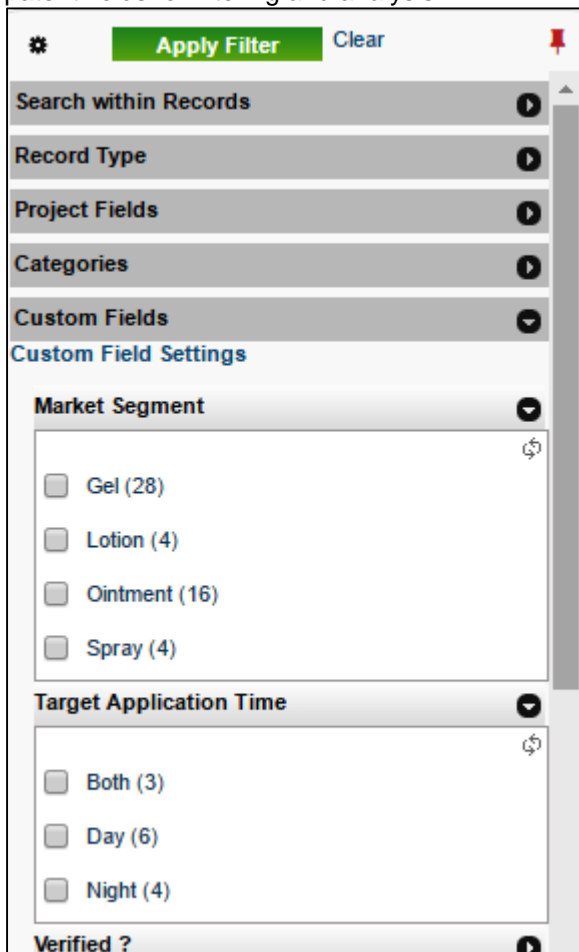 Apply Filter Clear
Search within Records
Record Type
Project Fields
Categories
Custom Fields
Custom Field Settings
Market Segment
Gel (28)
Lotion (4)
Ointment (16)
Spray (4)
Target Application Time
Both (3)
Day (6)
Night (4)
Verified ?